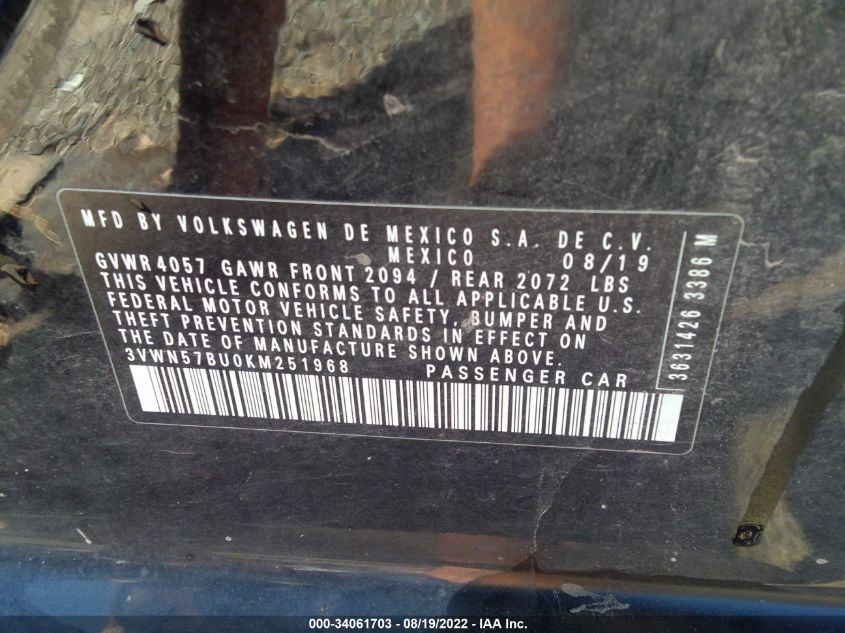 MFD BY VOLKSWAGEN DE MEXICO S.A. DE C.V.
MEXICO 08/19
GVWR 4057 GAWR FRONT 2094 / REAR 2072 LBS
THIS VEHICLE CONFORMS TO ALL APPLICABLE U.S.
FEDERAL MOTOR VEHICLE SAFETY, BUMPER AND
THEFT PREVENTION STANDARDS IN EFFECT ON
THE DATE OF MANUFACTURE SHOWN ABOVE.
3VWN57BU0KM251968 PASSENGER CAR
3631426 3386 M
000-34061703 - 08/19/2022 - IAA Inc.